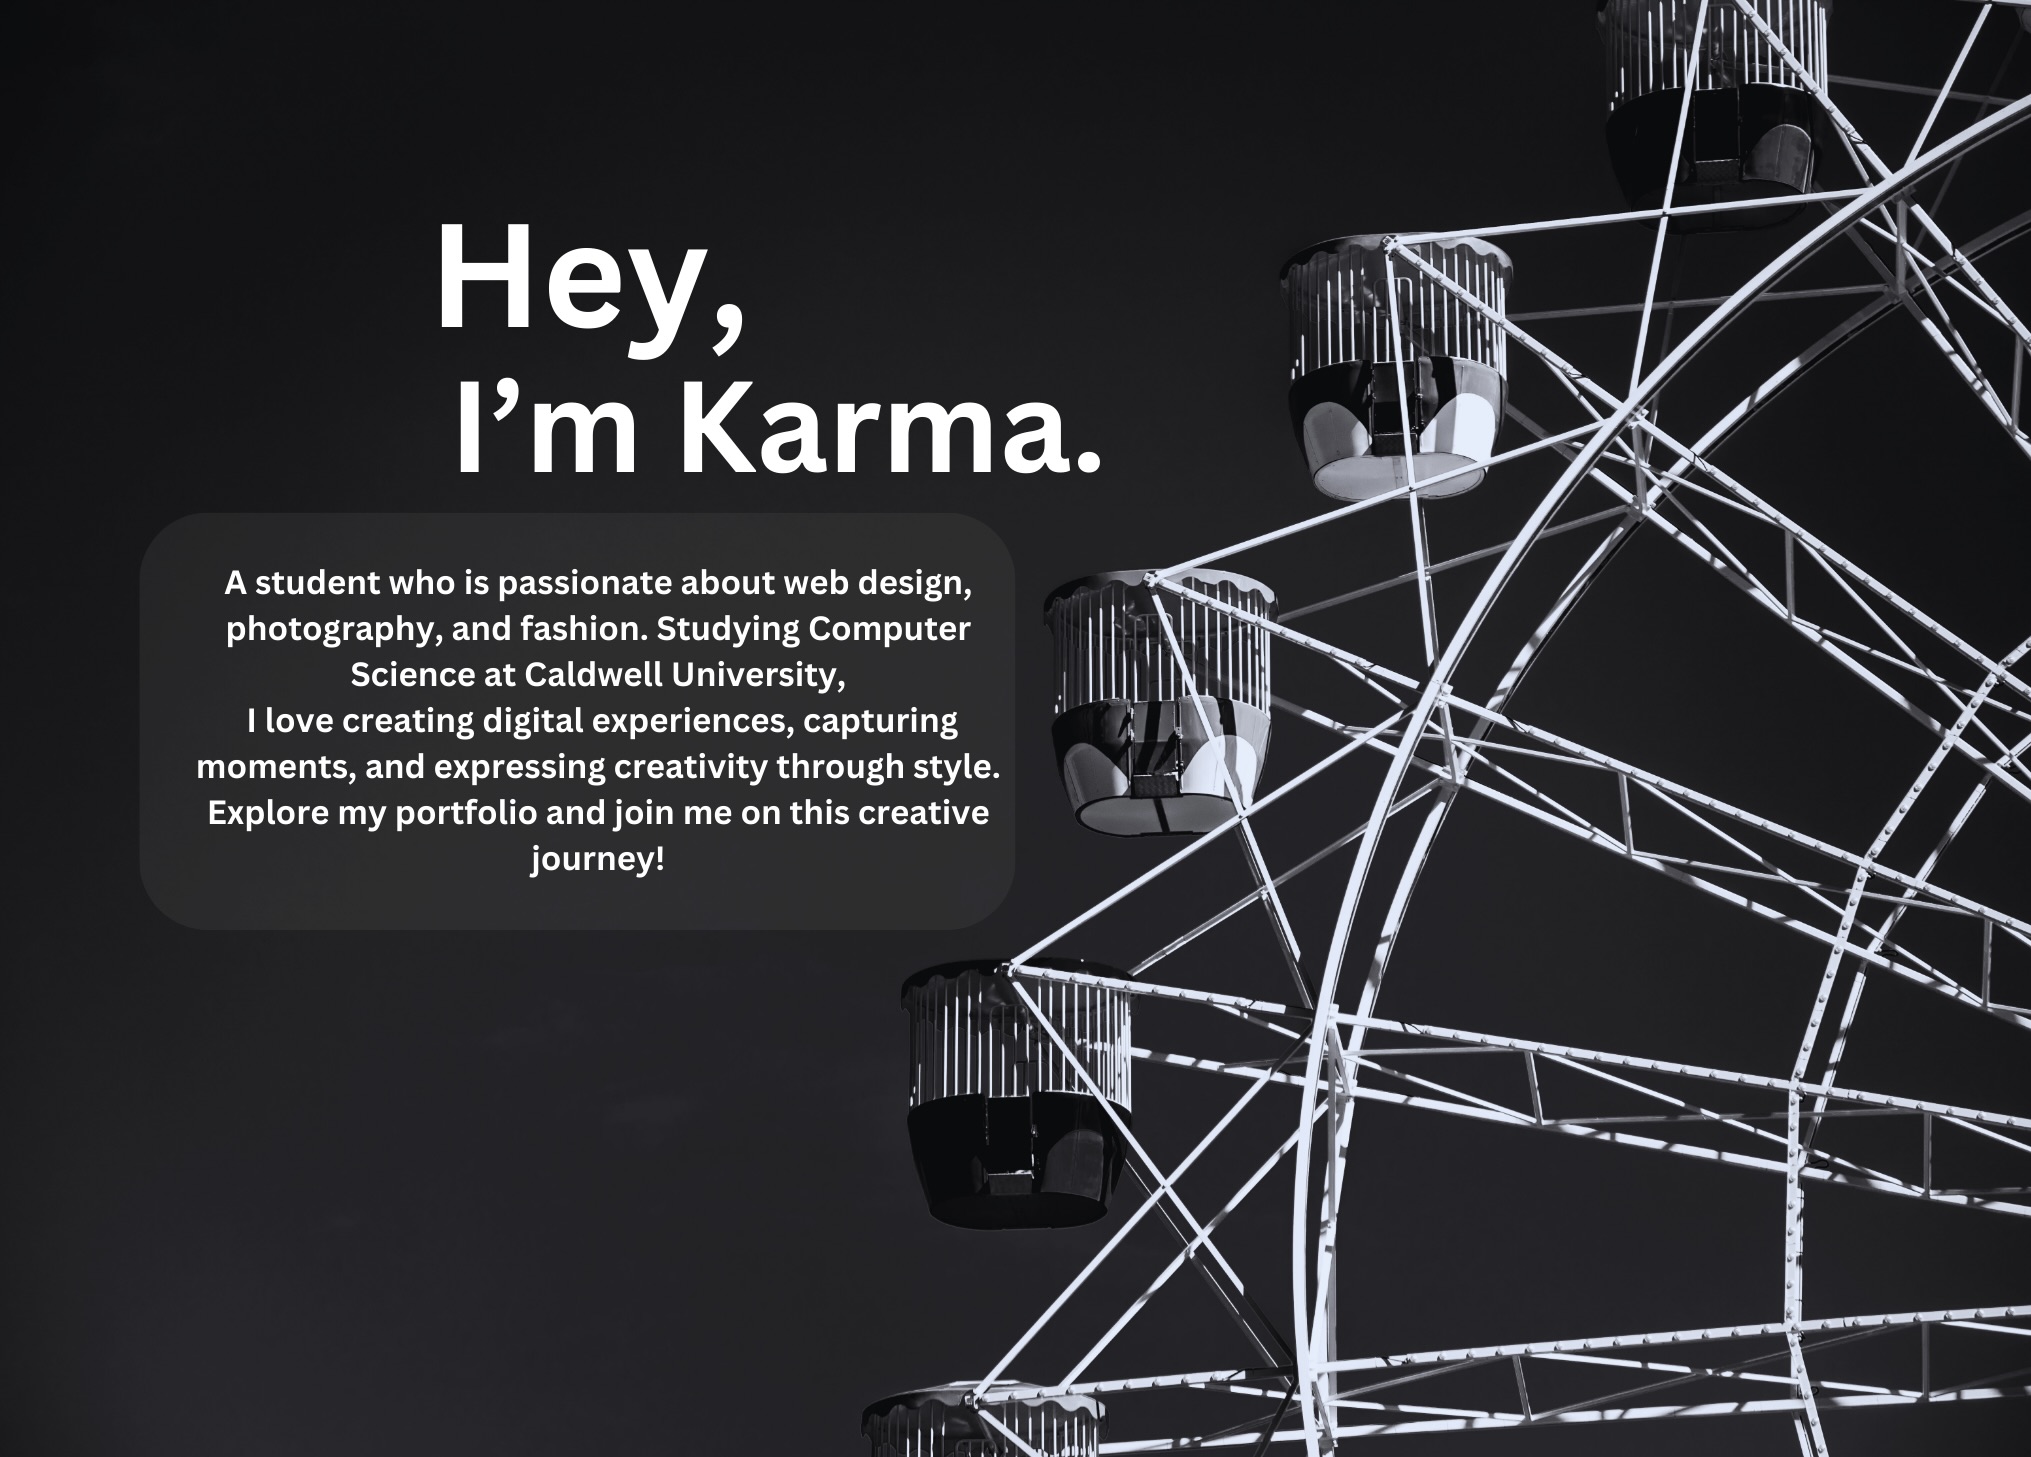 Hey,
I’m Karma.
A student who is passionate about web design,
photography, and fashion. Studying Computer
Science at Caldwell University,
I love creating digital experiences, capturing
moments, and expressing creativity through style.
Explore my portfolio and join me on this creative
journey!